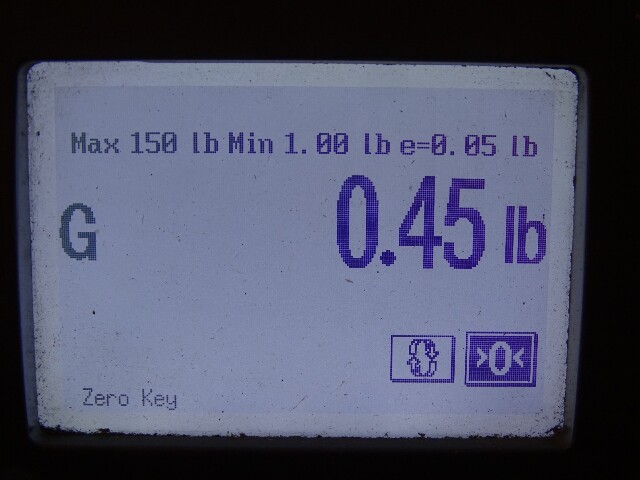 Max 150 lb Min 1.00 lb e=0.05 lb
G 0.45 lb
>0<
Zero Key